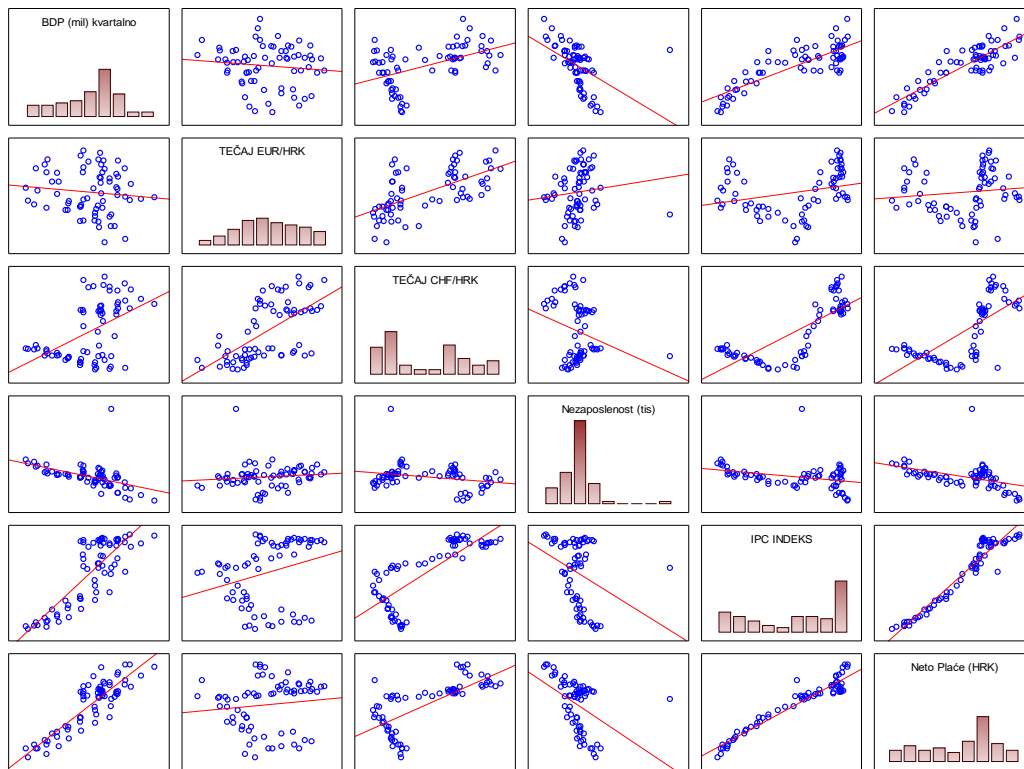 BDP (mil) kvartalno
TEČAJ EUR/HRK
TEČAJ CHF/HRK
Nezaposlenost (tis)
IPC INDEKS
Neto Plaće (HRK)